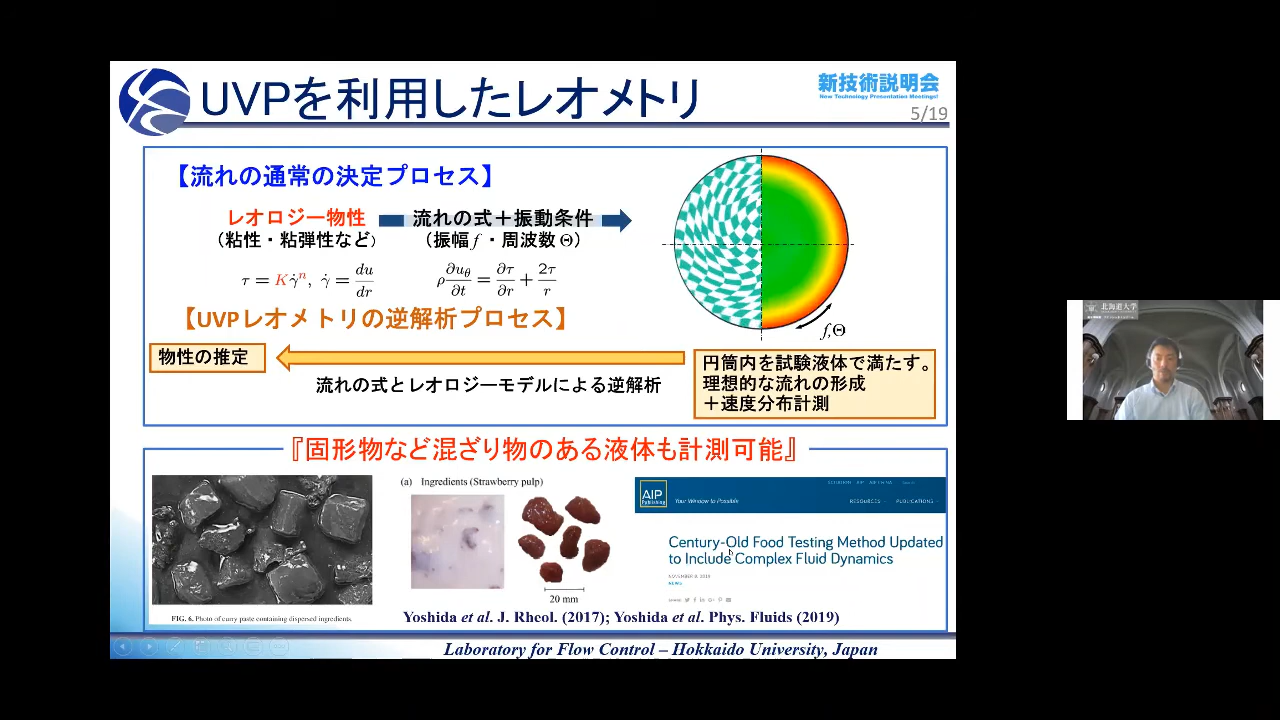 UVPを利用したレオメトリ
新技術説明会
New Technology Presentation Meetings!
5/19
【流れの通常の決定プロセス】
レオロジー物性
(粘性・粘弾性など)
流れの式＋振動条件
(振幅 f・周波数 Θ)
τ = Kγ̇ⁿ, γ̇ = du/dr
ρ ∂u_θ/∂t = ∂τ/∂r + 2τ/r
f,Θ
【UVPレオメトリの逆解析プロセス】
物性の推定
流れの式とレオロジーモデルによる逆解析
円筒内を試験液体で満たす。
理想的な流れの形成
＋速度分布計測
『固形物など混ざり物のある液体も計測可能』
FIG. 6. Photo of curry paste containing dispersed ingredients.
(a) Ingredients (Strawberry pulp)
20 mm
AIP
Publishing
Your Window to Possible
RESOURCES
PUBLICATIONS
Century-Old Food Testing Method Updated
to Include Complex Fluid Dynamics
NEWS
Yoshida et al. J. Rheol. (2017); Yoshida et al. Phys. Fluids (2019)
Laboratory for Flow Control – Hokkaido University, Japan
北海道大学